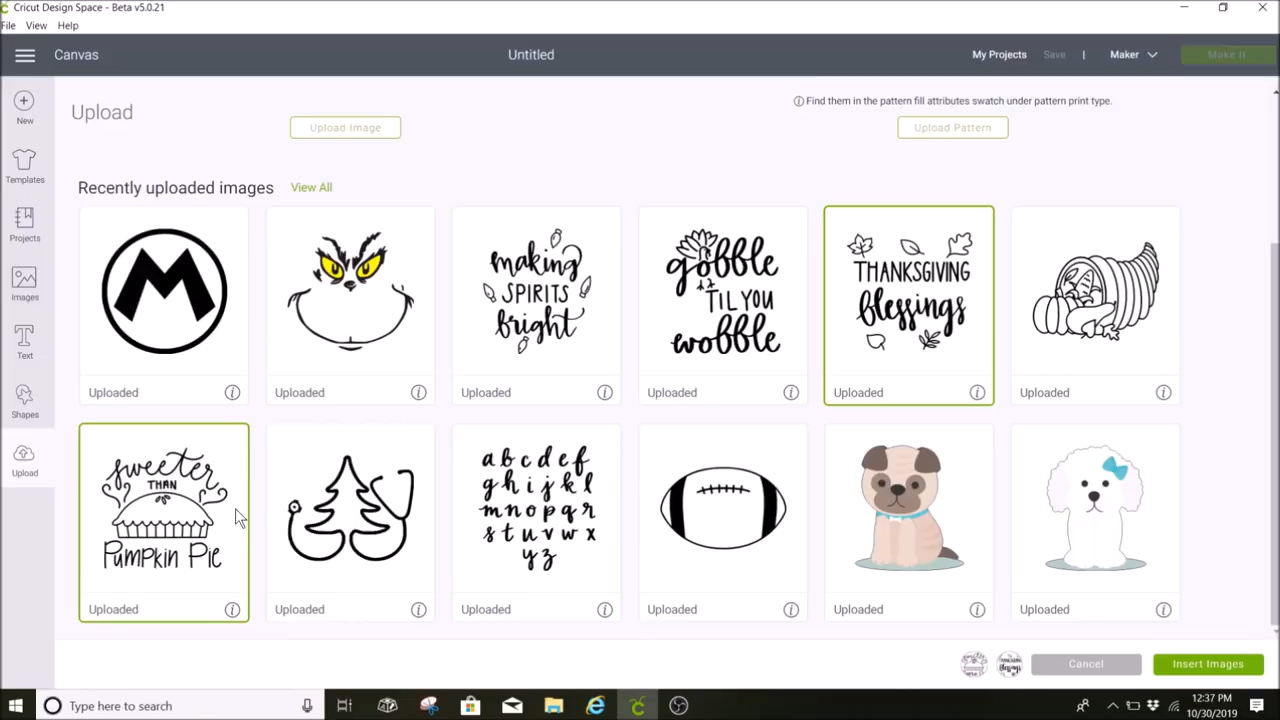 Cricut Design Space - Beta v5.0.21
File View Help
Canvas
Untitled
My Projects Save | Maker Make It
New
Templates
Projects
Images
Text
Shapes
Upload
Upload
Find them in the pattern fill attributes swatch under pattern print type.
Upload Image
Upload Pattern
Recently uploaded images View All
M
making
SPIRITS
bright
gobble
'TIL YOU
wobble
THANKSGIVING
blessings
Uploaded
Uploaded
Uploaded
Uploaded
Uploaded
Uploaded
sweeter
THAN
PUMPKIN PIE
a b c d e f
g h i j k l
m n o p q r
s t u v w x
y z
Uploaded
Uploaded
Uploaded
Uploaded
Uploaded
Uploaded
Cancel
Insert Images
Type here to search
12:37 PM
10/30/2019